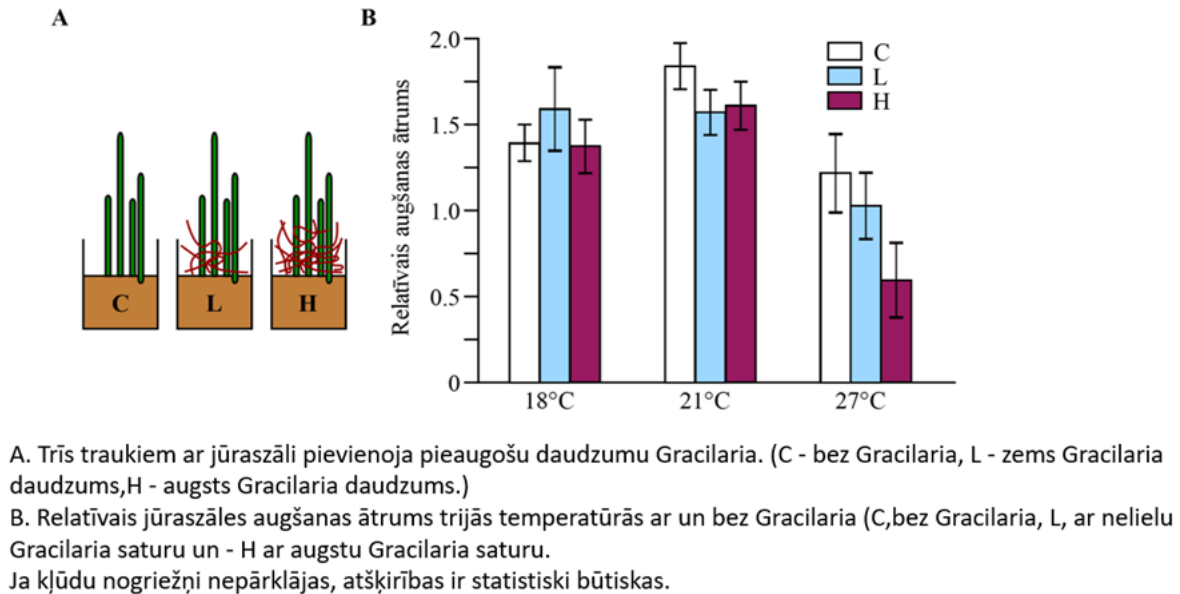 A
B
2.0
1.5
1.0
0.5
0
Relatīvais augšanas ātrums
C
L
H
C
L
H
18°C
21°C
27°C
A. Trīs traukiem ar jūraszāli pievienoja pieaugošu daudzumu Gracilaria. (C - bez Gracilaria, L - zems Gracilaria
daudzums,H - augsts Gracilaria daudzums.)
B. Relatīvais jūraszāles augšanas ātrums trijās temperatūrās ar un bez Gracilaria (C,bez Gracilaria, L, ar nelielu
Gracilaria saturu un - H ar augstu Gracilaria saturu.
Ja kļūdu nogriežņi nepārklājas, atšķirības ir statistiski būtiskas.